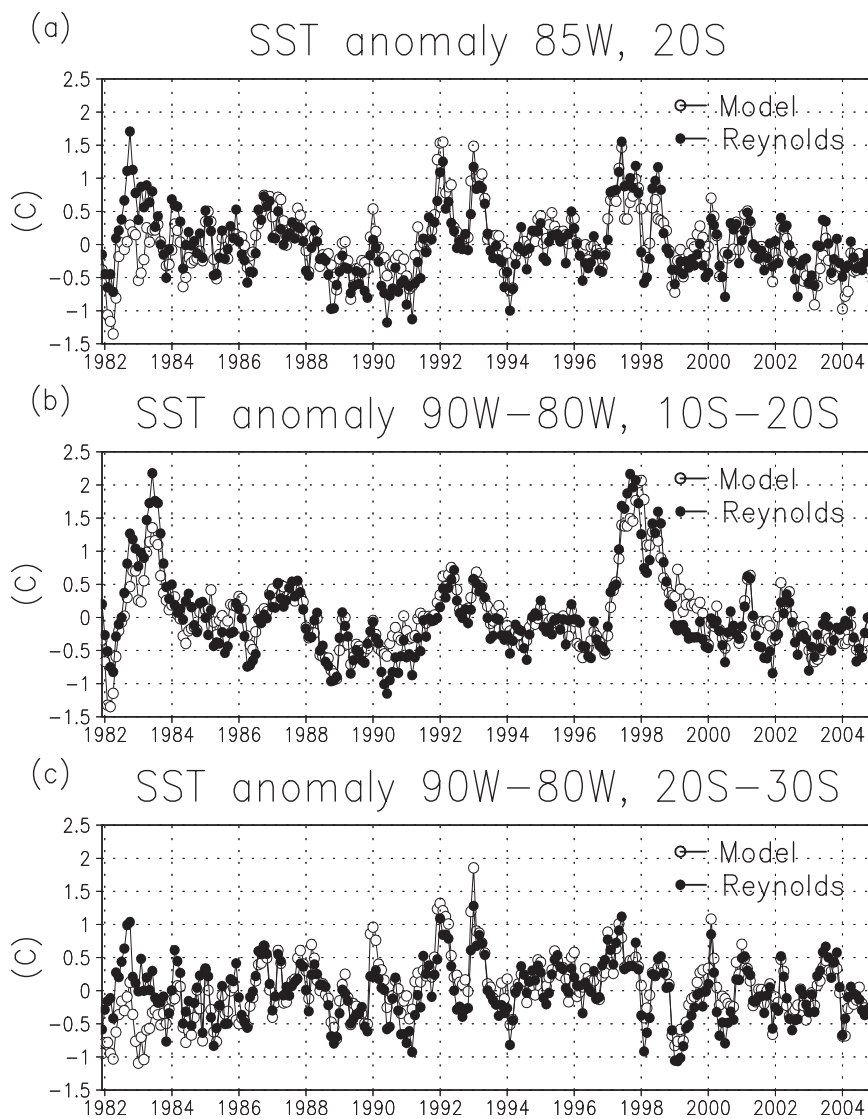 (a)
SST anomaly 85W, 20S
2.5
2
1.5
1
0.5
0
-0.5
-1
-1.5
(C)
Model
Reynolds
1982 1984 1986 1988 1990 1992 1994 1996 1998 2000 2002 2004
(b)
SST anomaly 90W-80W, 10S-20S
2.5
2
1.5
1
0.5
0
-0.5
-1
-1.5
(C)
Model
Reynolds
1982 1984 1986 1988 1990 1992 1994 1996 1998 2000 2002 2004
(c)
SST anomaly 90W-80W, 20S-30S
2.5
2
1.5
1
0.5
0
-0.5
-1
-1.5
(C)
Model
Reynolds
1982 1984 1986 1988 1990 1992 1994 1996 1998 2000 2002 2004